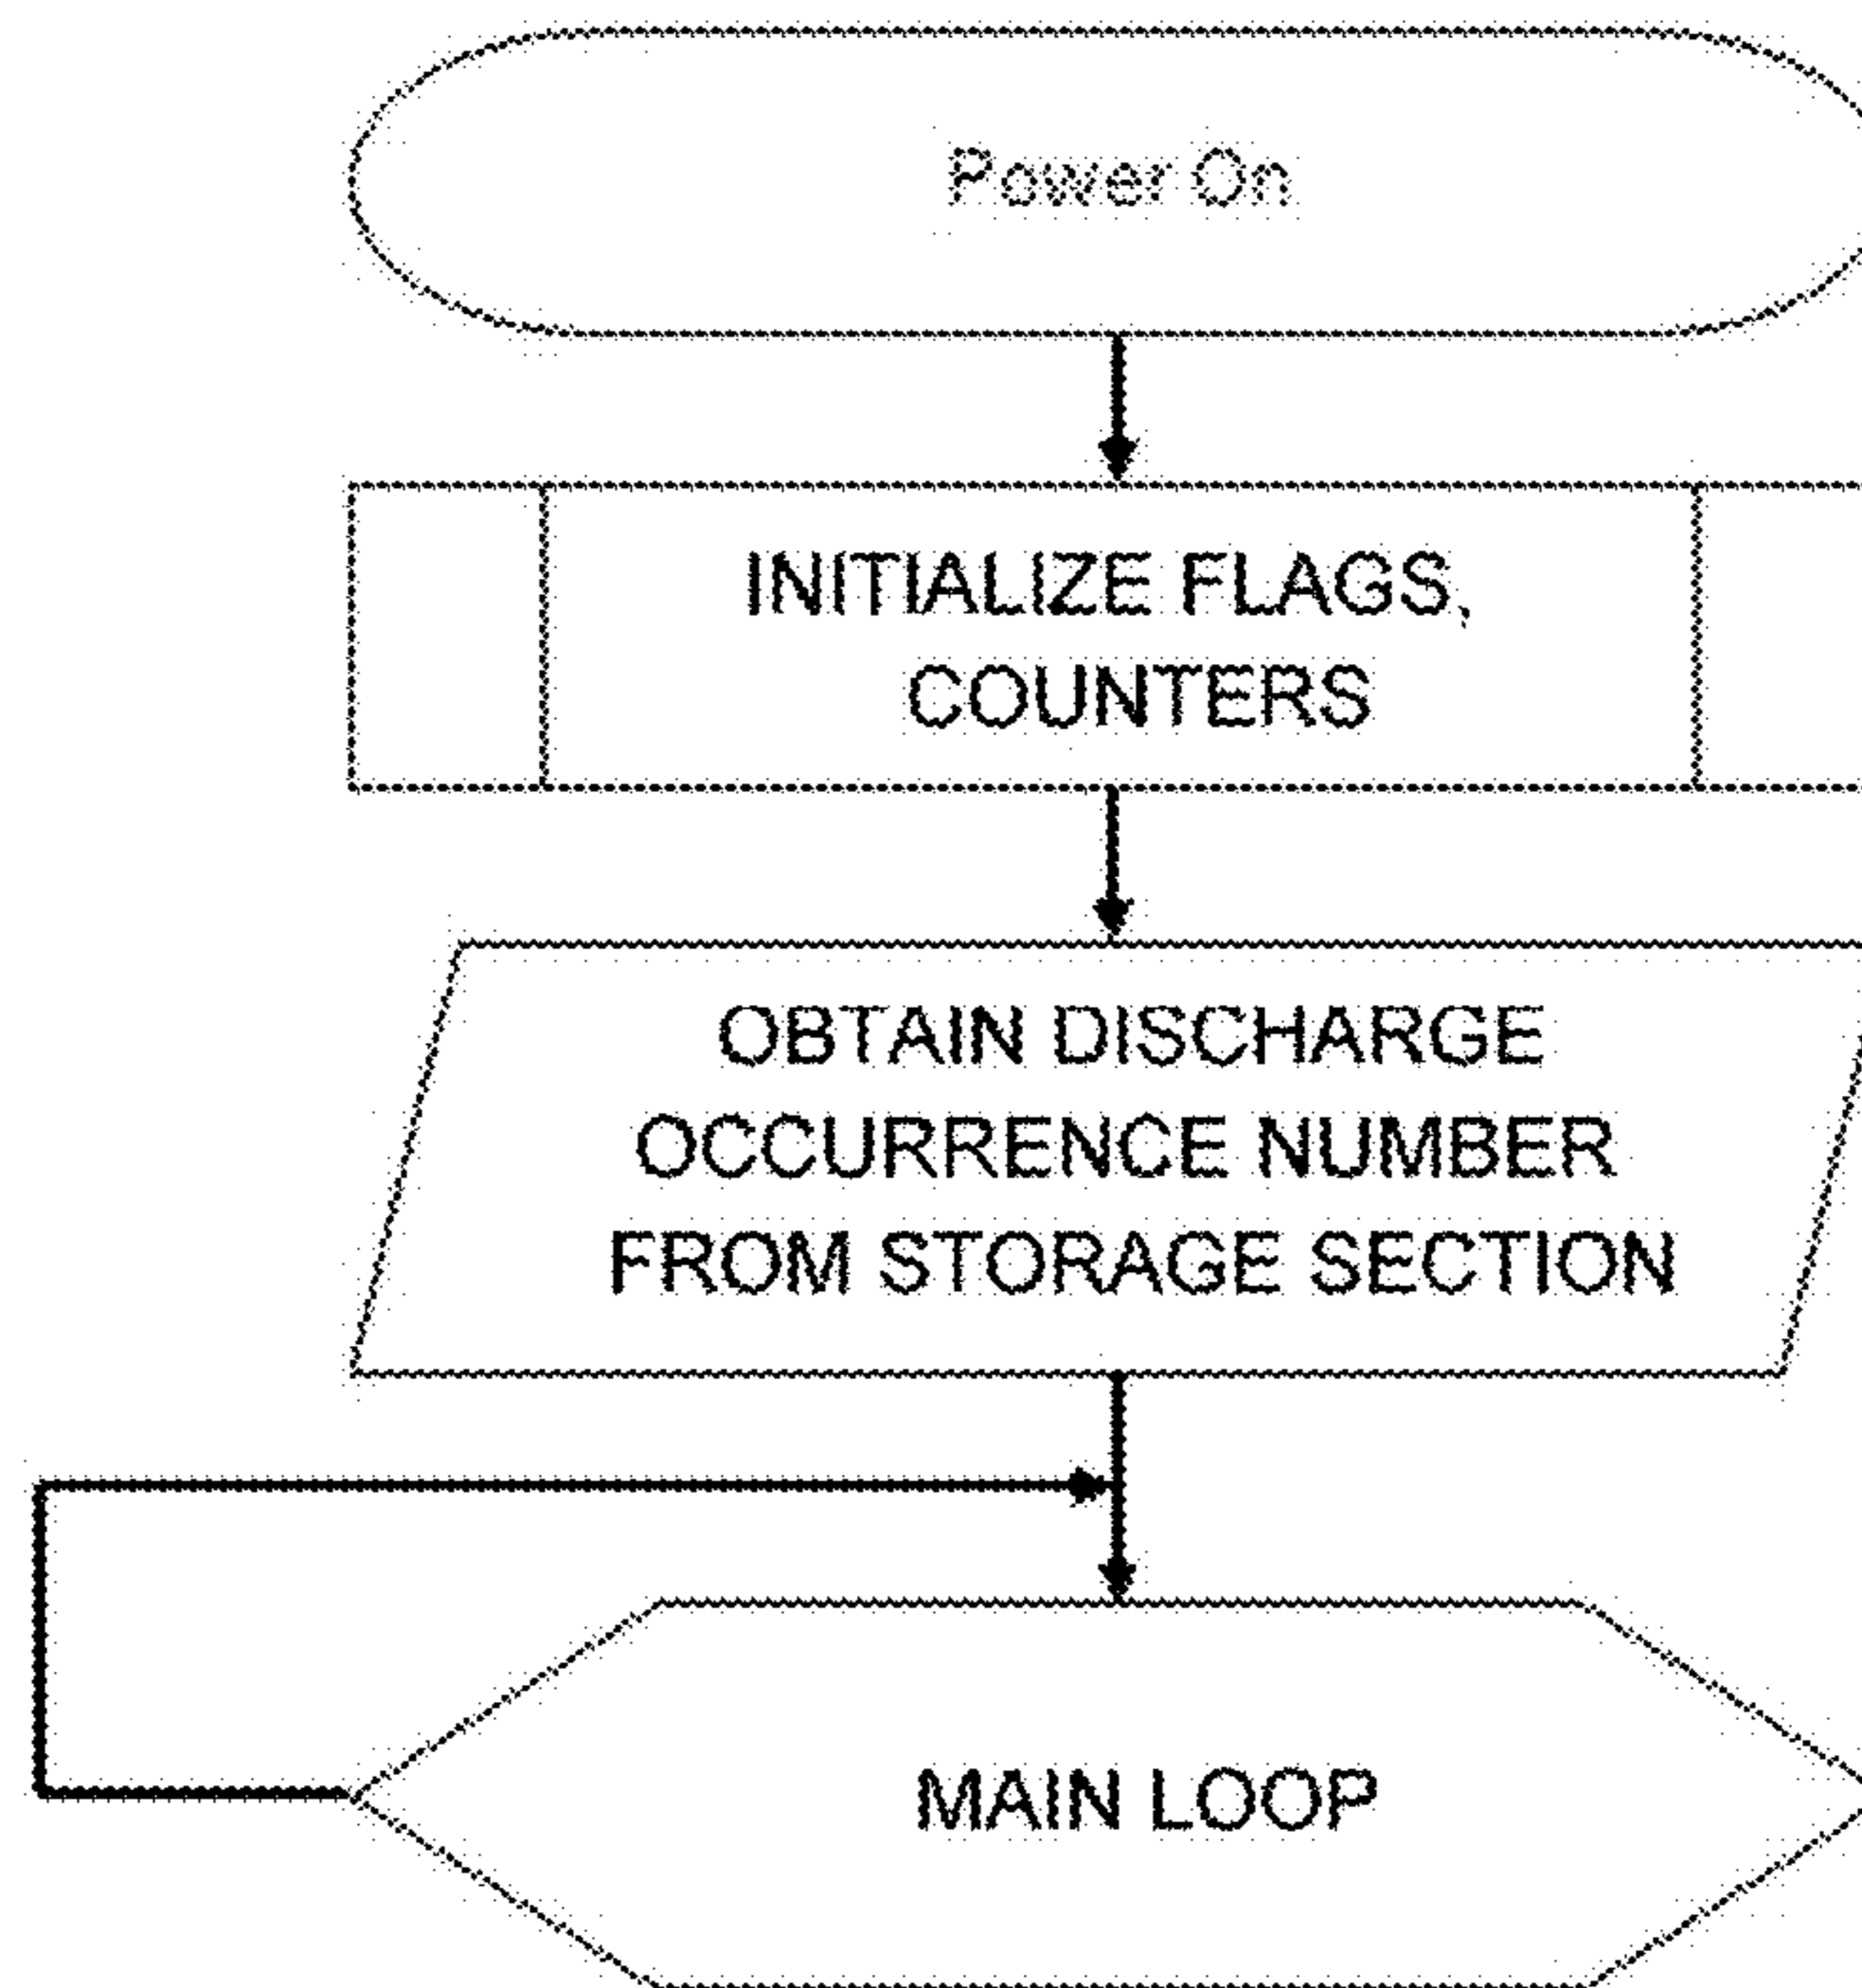 Power On
INITIALIZE FLAGS,
COUNTERS
OBTAIN DISCHARGE
OCCURRENCE NUMBER
FROM STORAGE SECTION
MAIN LOOP